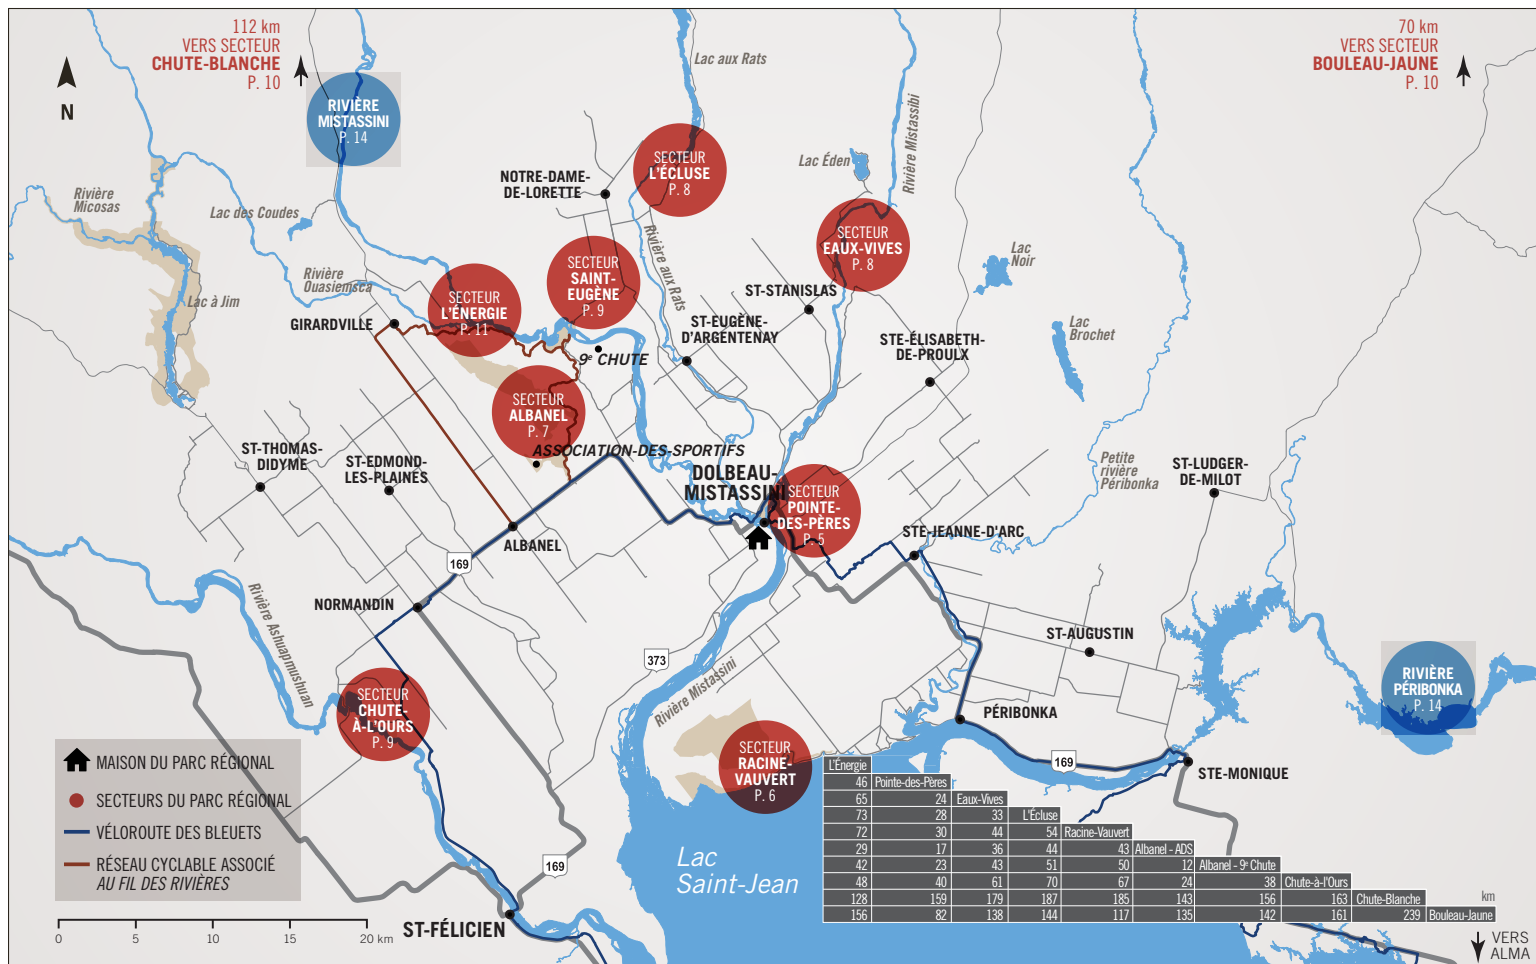 112 km
VERS SECTEUR
CHUTE-BLANCHE
P. 10
70 km
VERS SECTEUR
BOULEAU-JAUNE
P. 10
N
RIVIÈRE
MISTASSINI
P. 14
Lac aux Rats
Rivière Mistassibi
Lac Éden
SECTEUR
L'ÉCLUSE
P. 8
NOTRE-DAME-
DE-LORETTE
Rivière
Micosas
Lac des Coudes
SECTEUR
EAUX-VIVES
P. 8
Rivière aux Rats
Lac
Noir
Rivière
Ouasiemsca
SECTEUR
SAINT-
EUGÈNE
P. 9
Lac à Jim
SECTEUR
L'ÉNERGIE
P. 11
ST-STANISLAS
GIRARDVILLE
ST-EUGÈNE-
D'ARGENTENAY
Lac
Brochet
STE-ÉLISABETH-
DE-PROULX
9e CHUTE
SECTEUR
ALBANEL
P. 7
ASSOCIATION-DES-SPORTIFS
ST-THOMAS-
DIDYME
ST-EDMOND-
LES-PLAINES
DOLBEAU-
MISTASSINI
SECTEUR
POINTE-
DES-PÈRES
P. 5
Petite
rivière
Péribonka
ST-LUDGER-
DE-MILOT
ALBANEL
STE-JEANNE-D'ARC
169
NORMANDIN
Rivière Ashuapmushuan
ST-AUGUSTIN
373
Rivière Mistassini
RIVIÈRE
PÉRIBONKA
P. 14
SECTEUR
CHUTE-
À-L'OURS
P. 9
PÉRIBONKA
SECTEUR
RACINE-
VAUVERT
P. 6
169
STE-MONIQUE
MAISON DU PARC RÉGIONAL
SECTEURS DU PARC RÉGIONAL
VÉLOROUTE DES BLEUETS
RÉSEAU CYCLABLE ASSOCIÉ
AU FIL DES RIVIÈRES
169
Lac
Saint-Jean
ST-FÉLICIEN
0 5 10 15 20 km
L'Énergie
46 Pointe-des-Pères
65 24 Eaux-Vives
73 28 33 L'Écluse
72 30 44 54 Racine-Vauvert
29 17 36 44 43 Albanel - ADS
42 23 43 51 50 12 Albanel - 9e Chute
48 40 61 70 67 24 38 Chute-à-l'Ours
128 159 179 187 185 143 156 163 Chute-Blanche km
156 82 138 144 117 135 142 161 239 Bouleau-Jaune
VERS
ALMA